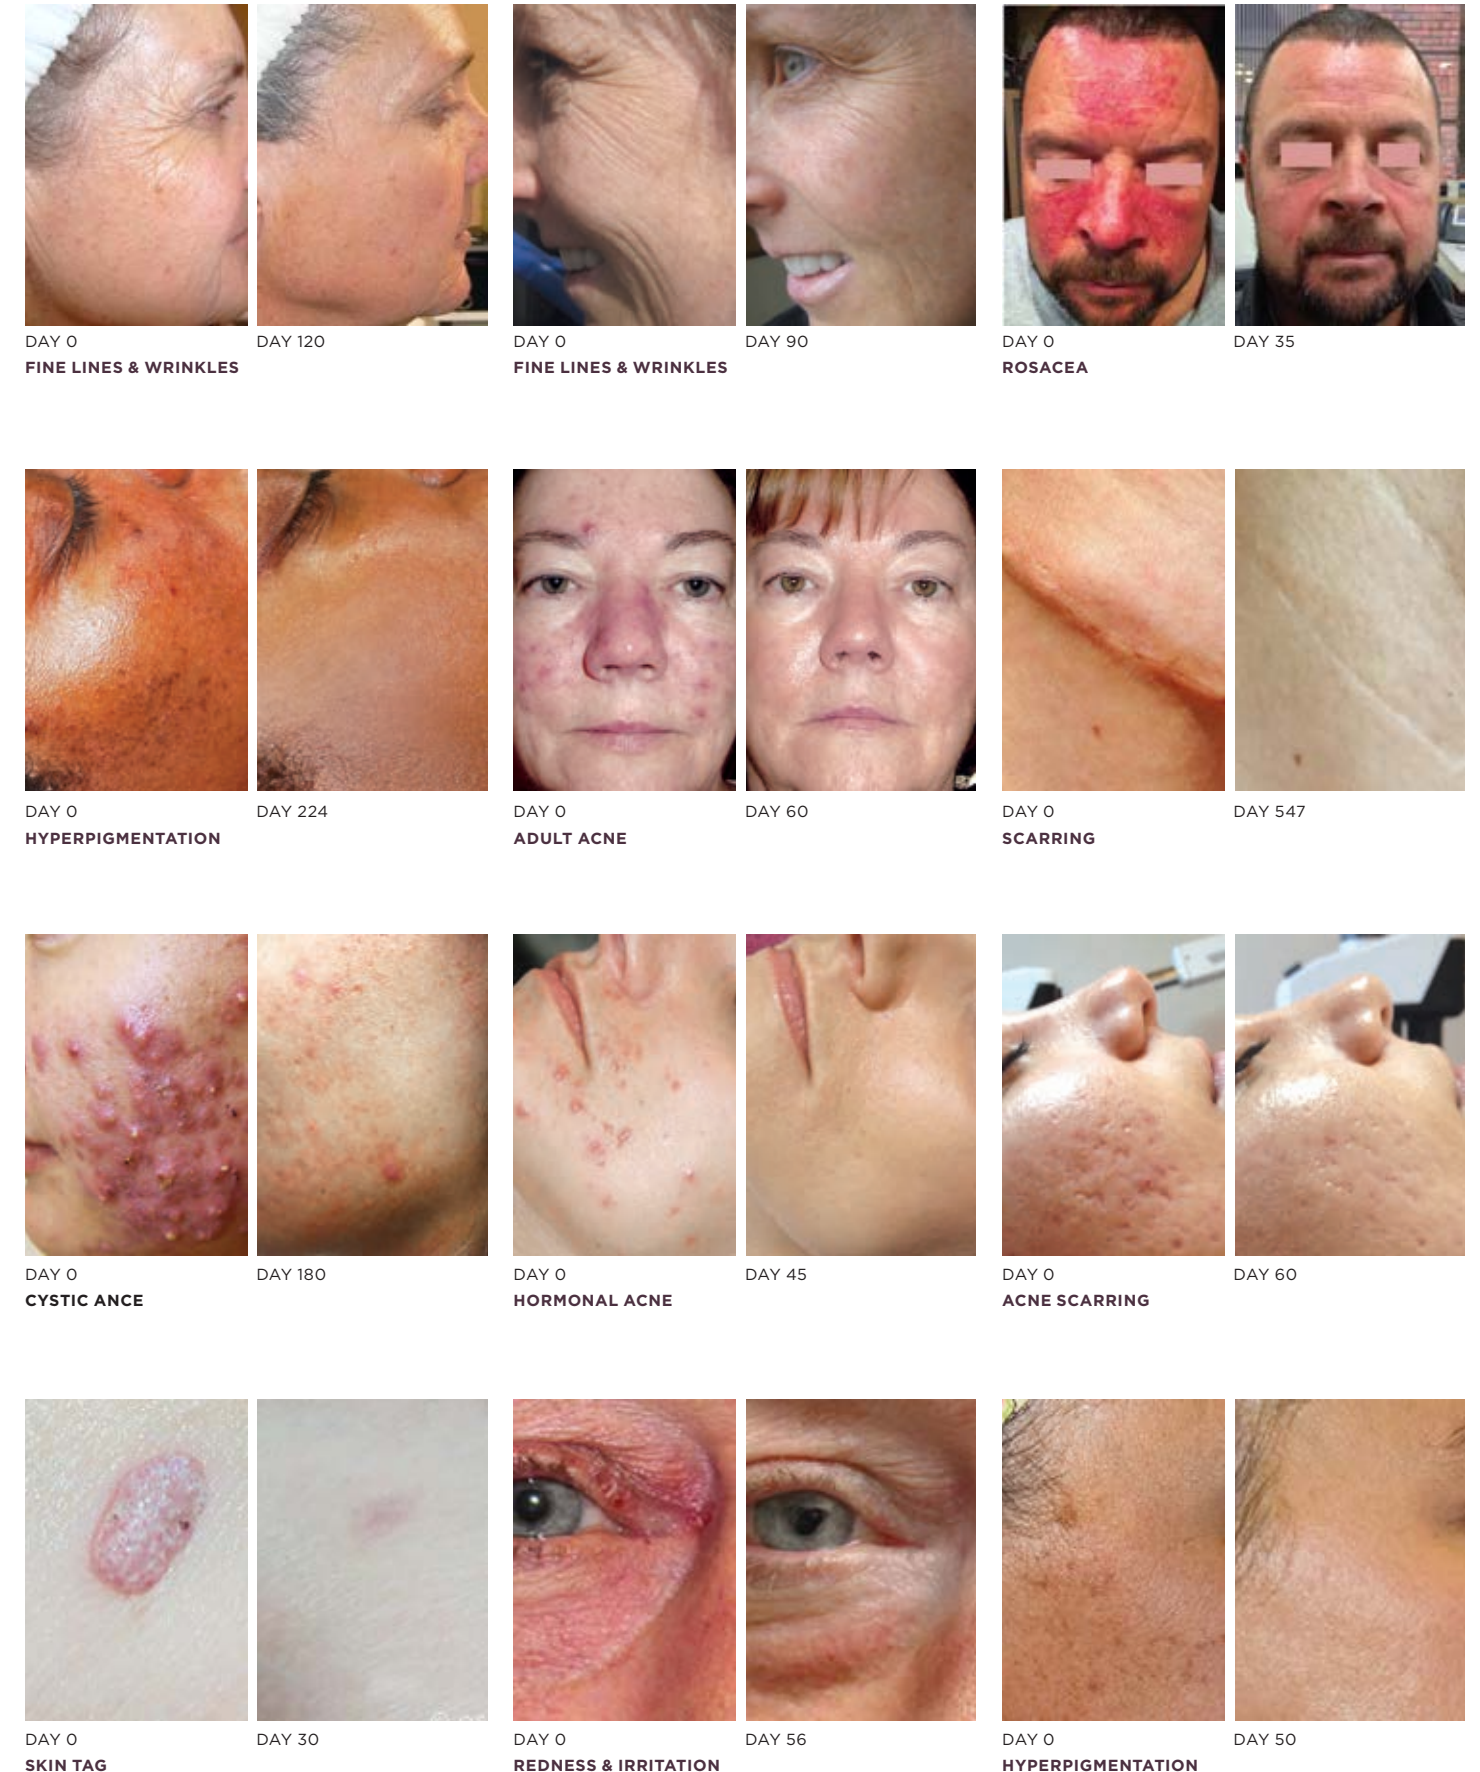 DAY 0
DAY 120
FINE LINES & WRINKLES
DAY 0
DAY 90
FINE LINES & WRINKLES
DAY 0
DAY 35
ROSACEA
DAY 0
DAY 224
HYPERPIGMENTATION
DAY 0
DAY 60
ADULT ACNE
DAY 0
DAY 547
SCARRING
DAY 0
DAY 180
CYSTIC ANCE
DAY 0
DAY 45
HORMONAL ACNE
DAY 0
DAY 60
ACNE SCARRING
DAY 0
DAY 30
SKIN TAG
DAY 0
DAY 56
REDNESS & IRRITATION
DAY 0
DAY 50
HYPERPIGMENTATION